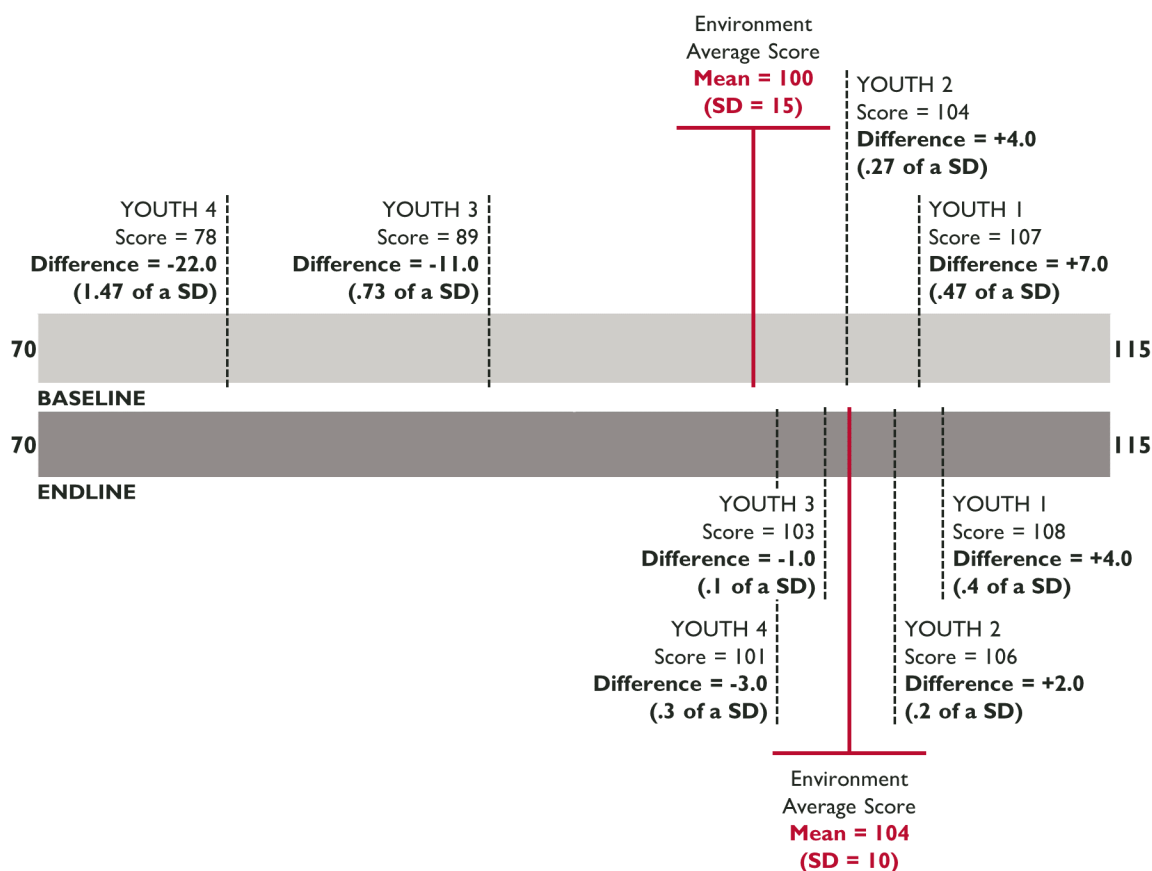 Environment
Average Score
Mean = 100
(SD = 15)
YOUTH 2
Score = 104
Difference = +4.0
(.27 of a SD)
YOUTH 4
Score = 78
Difference = -22.0
(1.47 of a SD)
YOUTH 3
Score = 89
Difference = -11.0
(.73 of a SD)
YOUTH 1
Score = 107
Difference = +7.0
(.47 of a SD)
70
115
BASELINE
70
115
ENDLINE
YOUTH 3
Score = 103
Difference = -1.0
(.1 of a SD)
YOUTH 1
Score = 108
Difference = +4.0
(.4 of a SD)
YOUTH 4
Score = 101
Difference = -3.0
(.3 of a SD)
YOUTH 2
Score = 106
Difference = +2.0
(.2 of a SD)
Environment
Average Score
Mean = 104
(SD = 10)